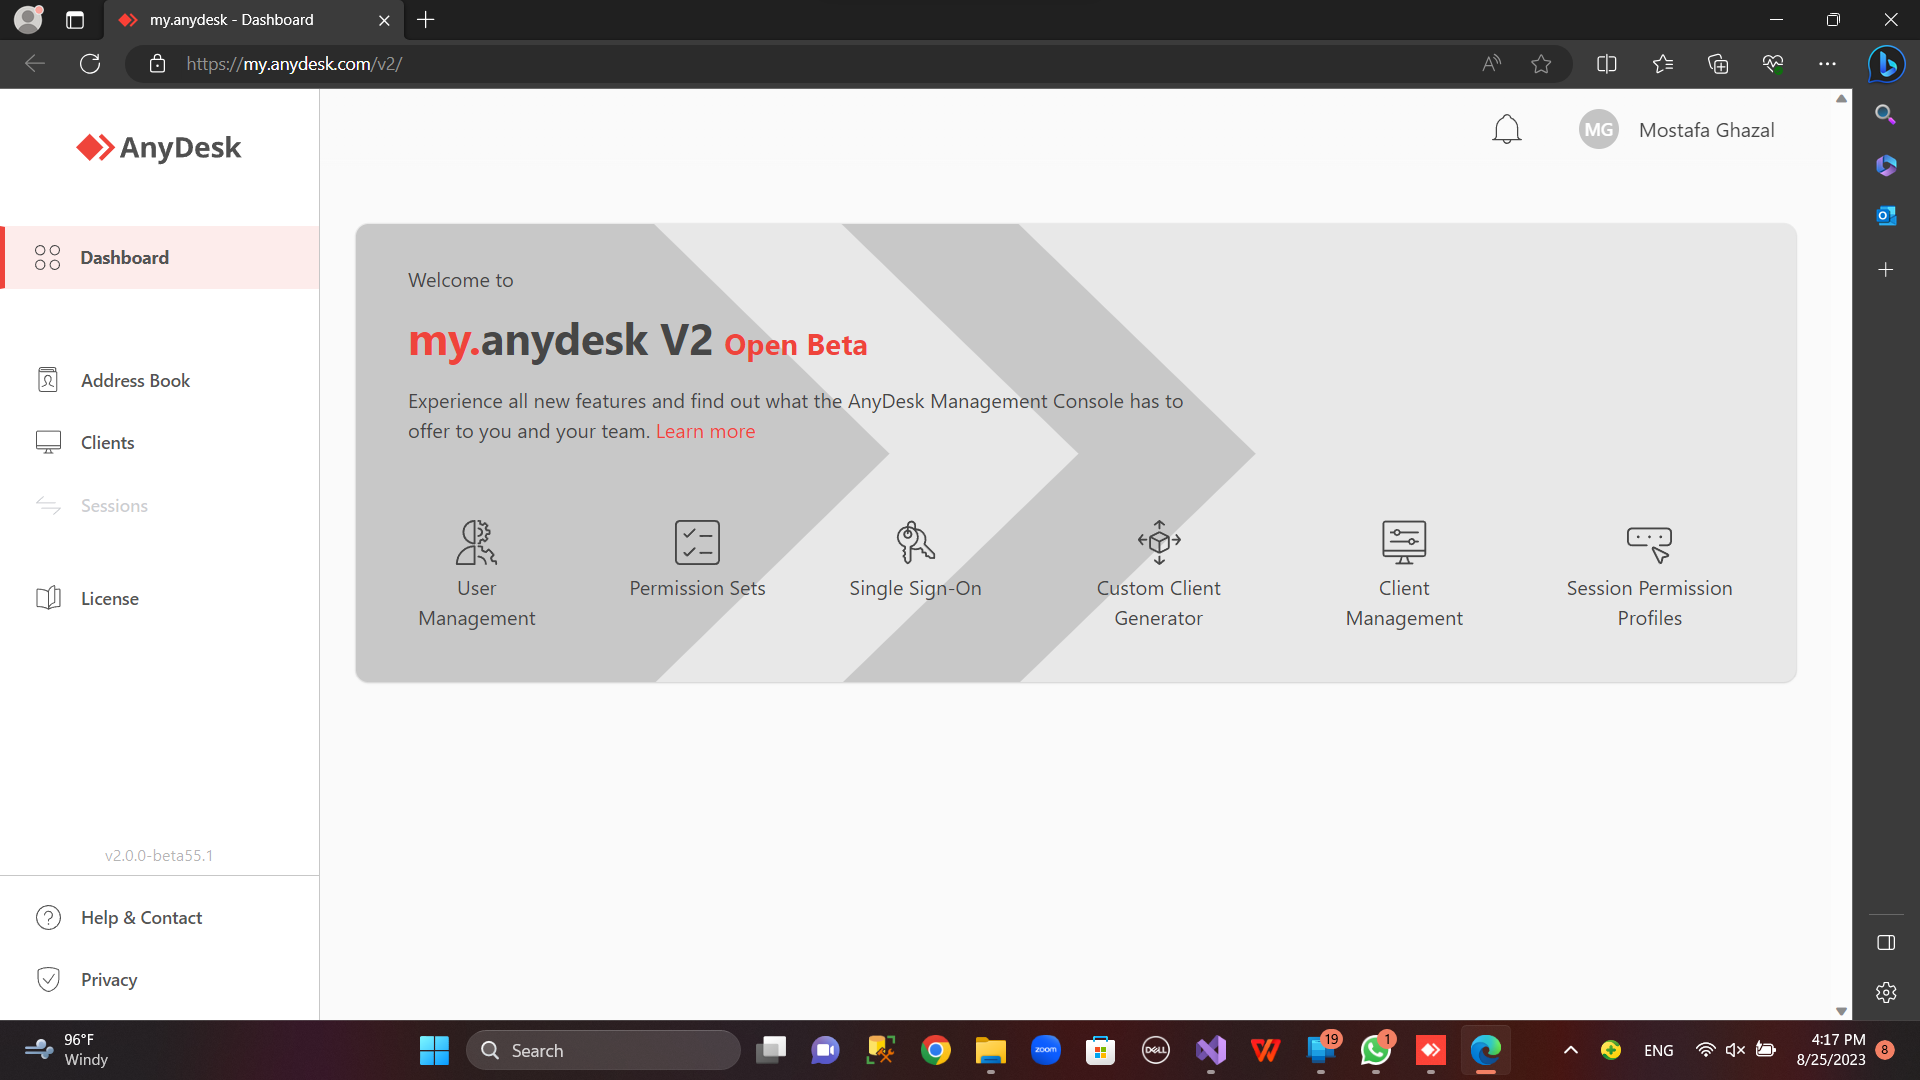 my.anydesk - Dashboard
https://my.anydesk.com/v2/
AnyDesk
MG
Mostafa Ghazal
Dashboard
Address Book
Clients
Sessions
License
v2.0.0-beta55.1
Help & Contact
Privacy
Welcome to
my.anydesk V2 Open Beta
Experience all new features and find out what the AnyDesk Management Console has to
offer to you and your team. Learn more
User
Management
Permission Sets
Single Sign-On
Custom Client
Generator
Client
Management
Session Permission
Profiles
96°F
Windy
Search
zoom
DELL
19
1
ENG
4:17 PM
8/25/2023
8